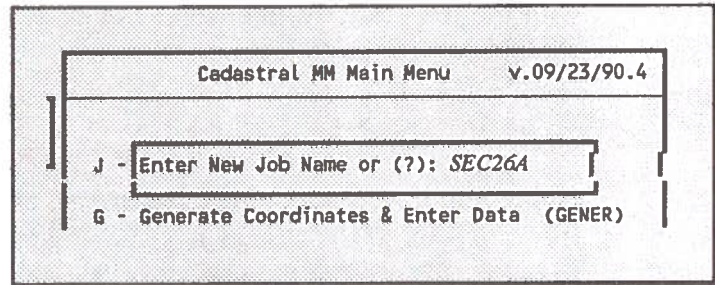 Cadastral MM Main Menu v.09/23/90.4
J - Enter New Job Name or (?): SEC26A
G - Generate Coordinates & Enter Data (GENER)